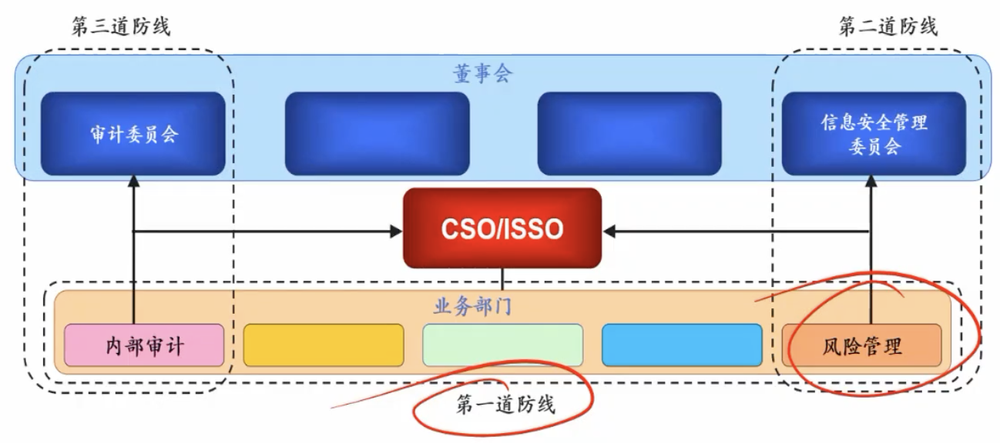 第三道防线
第二道防线
董事会
审计委员会
信息安全管理
委员会
CSO/ISSO
业务部门
内部审计
风险管理
第一道防线